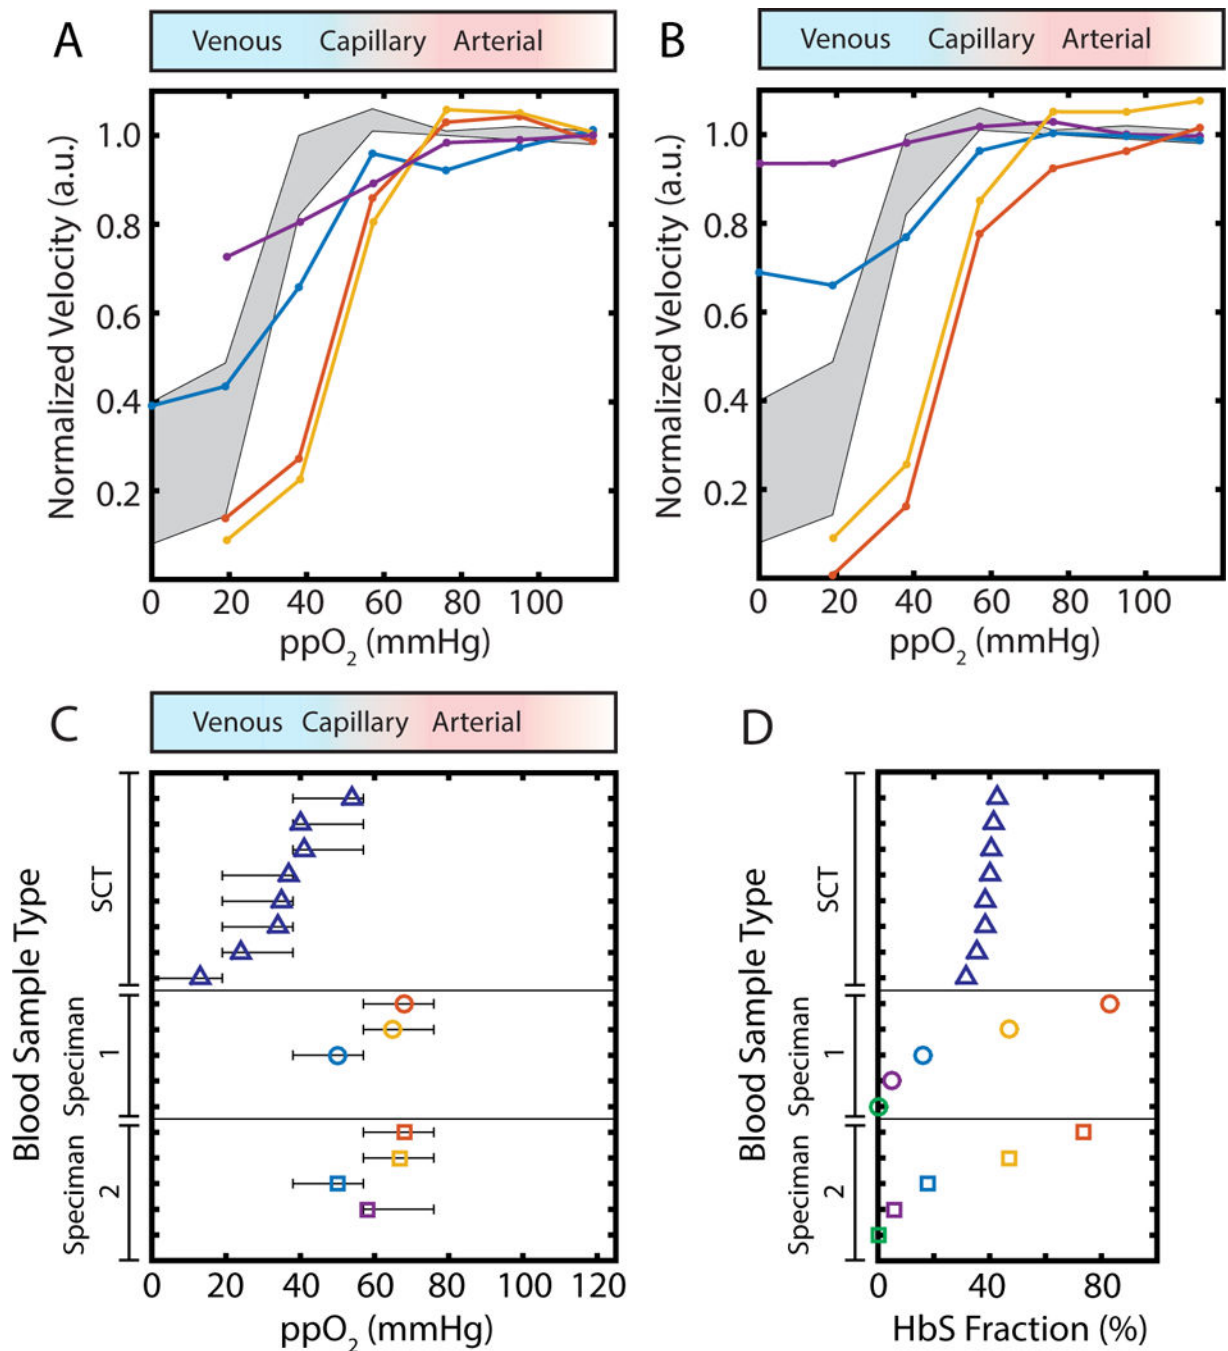 A
Venous Capillary Arterial
Normalized Velocity (a.u.)
1.0
0.8
0.6
0.4
0.2
0 20 40 60 80 100
ppO2 (mmHg)
B
Venous Capillary Arterial
Normalized Velocity (a.u.)
1.0
0.8
0.6
0.4
0.2
0 20 40 60 80 100
ppO2 (mmHg)
C
Venous Capillary Arterial
Blood Sample Type
SCT
Speciman
1
Speciman
2
0 20 40 60 80 100 120
ppO2 (mmHg)
D
Blood Sample Type
SCT
Speciman
1
Speciman
2
0 40 80
HbS Fraction (%)